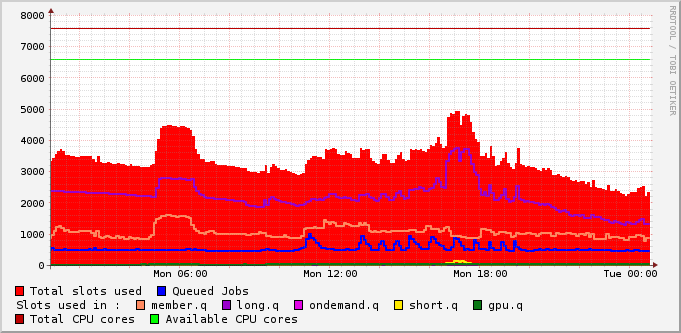 RRDTOOL / TOBI OETIKER
8000
7000
6000
5000
4000
3000
2000
1000
0
Mon 06:00 Mon 12:00 Mon 18:00 Tue 00:00
Total slots used Queued Jobs
Slots used in : member.q long.q ondemand.q short.q gpu.q
Total CPU cores Available CPU cores